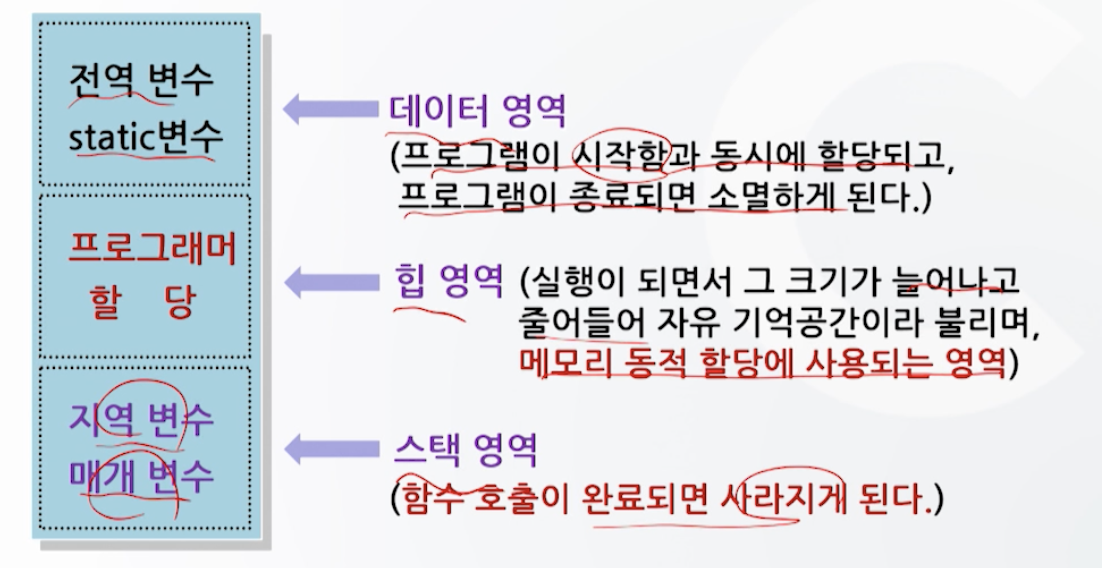 전역 변수
static변수
데이터 영역
(프로그램이 시작함과 동시에 할당되고,
프로그램이 종료되면 소멸하게 된다.)
프로그래머
할 당
힙 영역 (실행이 되면서 그 크기가 늘어나고
줄어들어 자유 기억공간이라 불리며,
메모리 동적 할당에 사용되는 영역)
지역 변수
매개 변수
스택 영역
(함수 호출이 완료되면 사라지게 된다.)